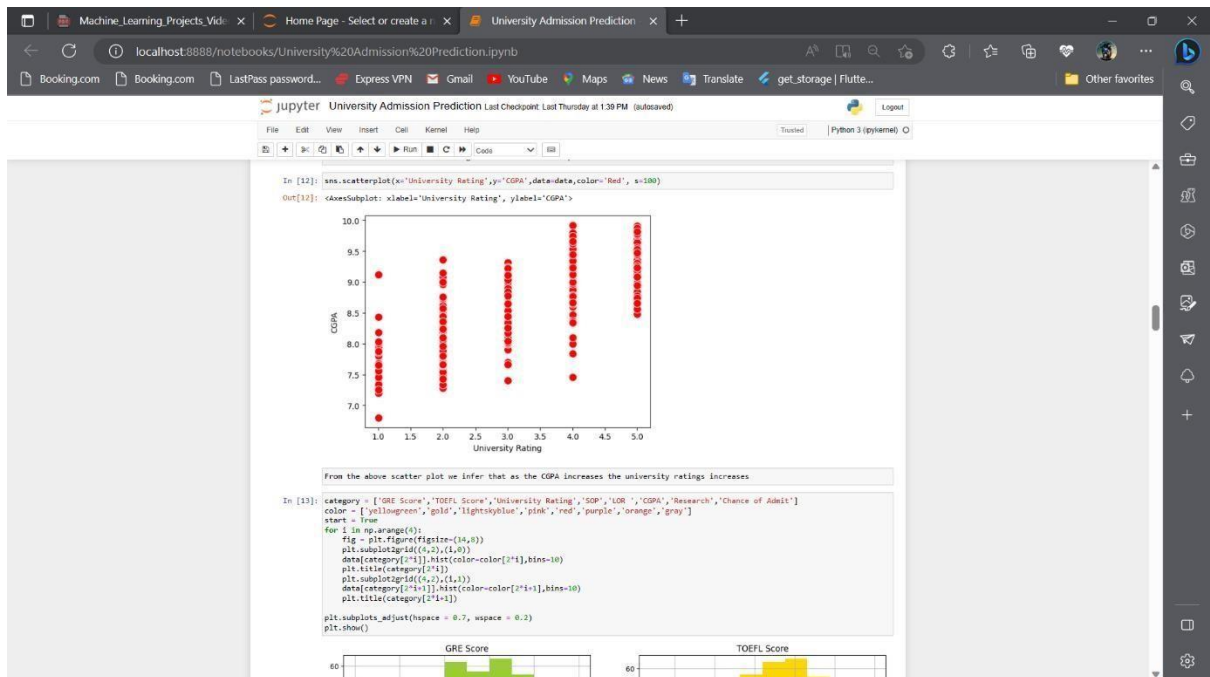 Machine_Learning_Projects_Vide
Home Page - Select or create a n
University Admission Prediction
localhost:8888/notebooks/University%20Admission%20Prediction.ipynb
Booking.com
Booking.com
LastPass password...
Express VPN
Gmail
YouTube
Maps
News
Translate
get_storage | Flutte...
Other favorites
jupyter University Admission Prediction Last Checkpoint: Last Thursday at 1:39 PM (autosaved)
Logout
File Edit View Insert Cell Kernel Help
Trusted
Python 3 (ipykernel)
Run
Code
In [12]: sns.scatterplot(x='University Rating',y='CGPA',data=data,color='Red', s=100)
Out[12]: <AxesSubplot: xlabel='University Rating', ylabel='CGPA'>
10.0
9.5
9.0
8.5
8.0
7.5
7.0
CGPA
1.0 1.5 2.0 2.5 3.0 3.5 4.0 4.5 5.0
University Rating
From the above scatter plot we infer that as the CGPA increases the university ratings increases
In [13]: category = ['GRE Score','TOEFL Score','University Rating','SOP','LOR ','CGPA','Research','Chance of Admit']
color = ['yellowgreen','gold','lightskyblue','pink','red','purple','orange','gray']
start = True
for i in np.arange(4):
fig = plt.figure(figsize=(14,8))
plt.subplot2grid((4,2),(i,0))
data[category[2*i]].hist(color=color[2*i],bins=10)
plt.title(category[2*i])
plt.subplot2grid((4,2),(i,1))
data[category[2*i+1]].hist(color=color[2*i+1],bins=10)
plt.title(category[2*i+1])
plt.subplots_adjust(hspace = 0.7, wspace = 0.2)
plt.show()
GRE Score
TOEFL Score
60
60